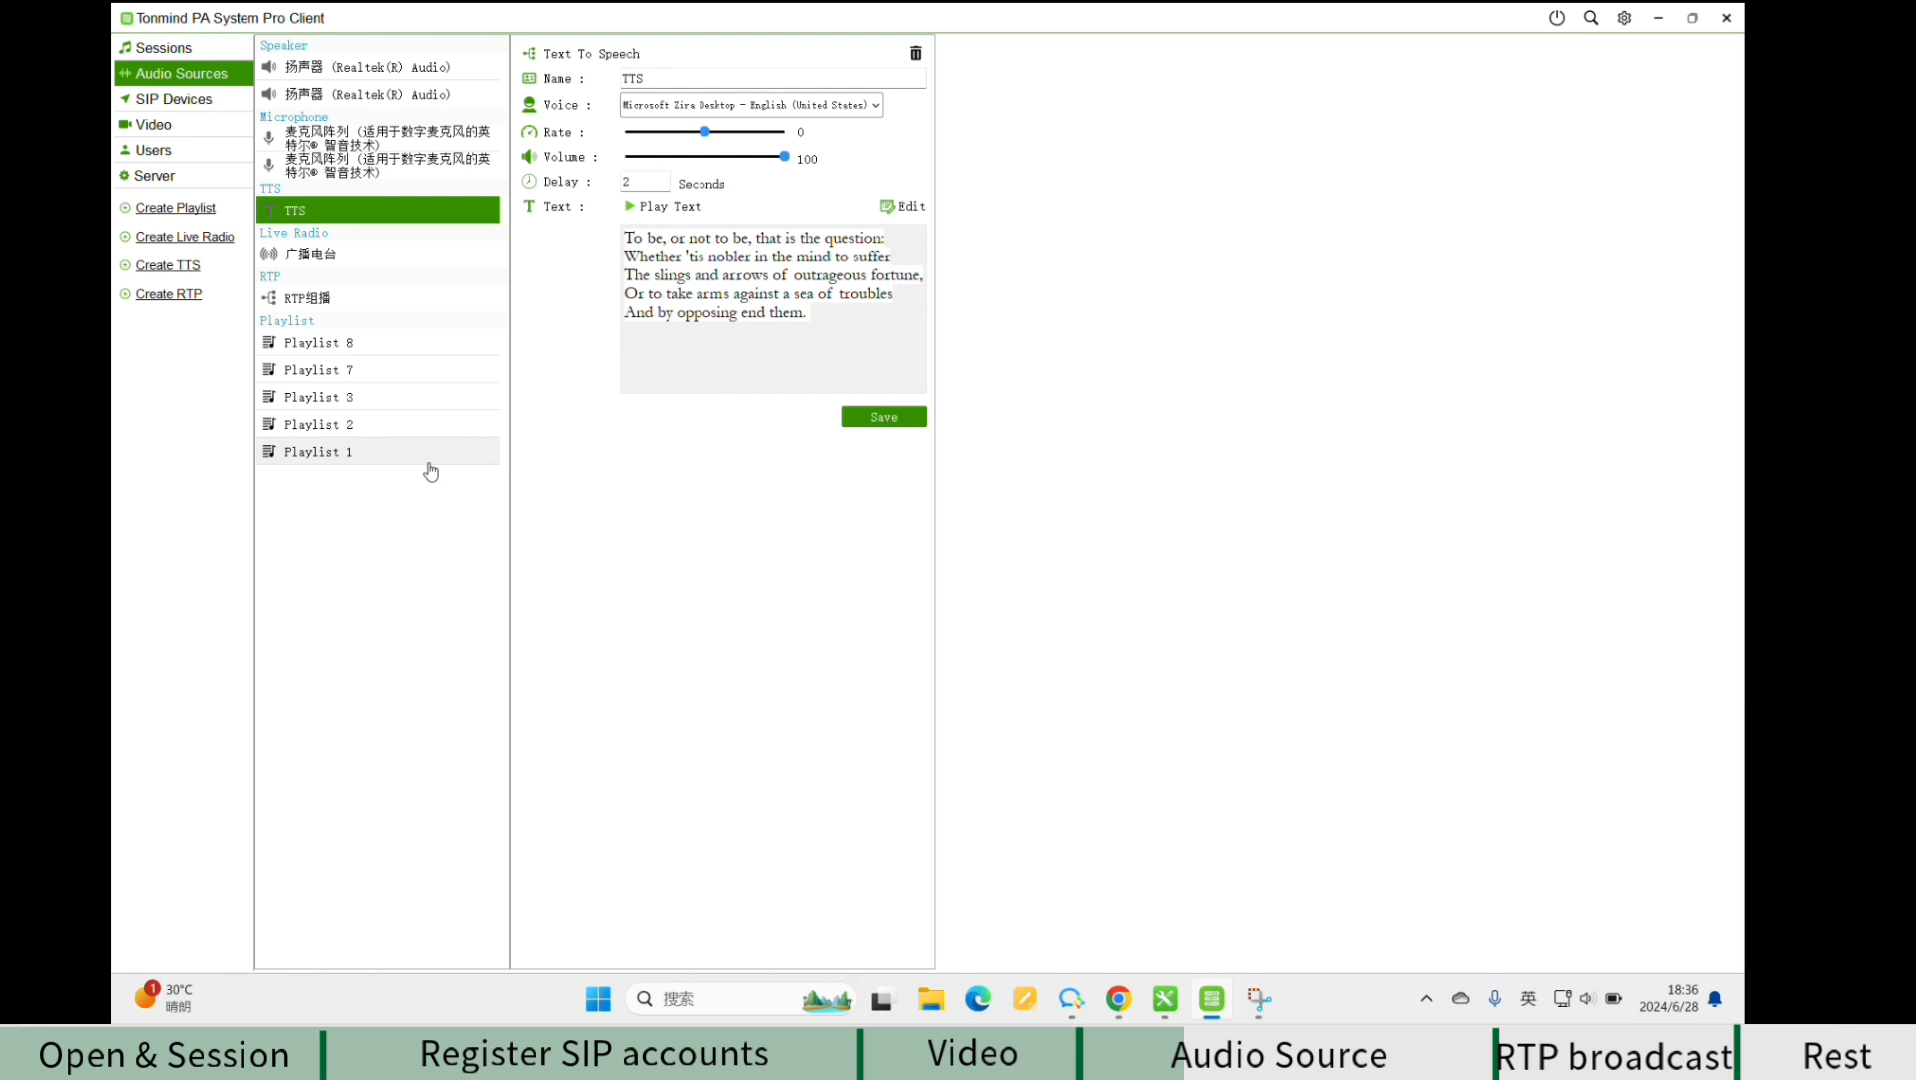 Tonmind PA System Pro Client
Sessions
Audio Sources
SIP Devices
Video
Users
Server
Create Playlist
Create Live Radio
Create TTS
Create RTP
Speaker
扬声器 (Realtek(R) Audio)
扬声器 (Realtek(R) Audio)
Microphone
麦克风阵列 (适用于数字麦克风的英
特尔® 智音技术)
麦克风阵列 (适用于数字麦克风的英
特尔® 智音技术)
TTS
TTS
Live Radio
广播电台
RTP
RTP组播
Playlist
Playlist 8
Playlist 7
Playlist 3
Playlist 2
Playlist 1
Text To Speech
Name : TTS
Voice : Microsoft Zira Desktop - English (United States)
Rate : 0
Volume : 100
Delay : 2 Seconds
Text : Play Text Edit
To be, or not to be, that is the question:
Whether 'tis nobler in the mind to suffer
The slings and arrows of outrageous fortune,
Or to take arms against a sea of troubles
And by opposing end them.
Save
1
30°C
晴朗
搜索
英
18:36
2024/6/28
Open & Session Register SIP accounts Video Audio Source RTP broadcast Rest